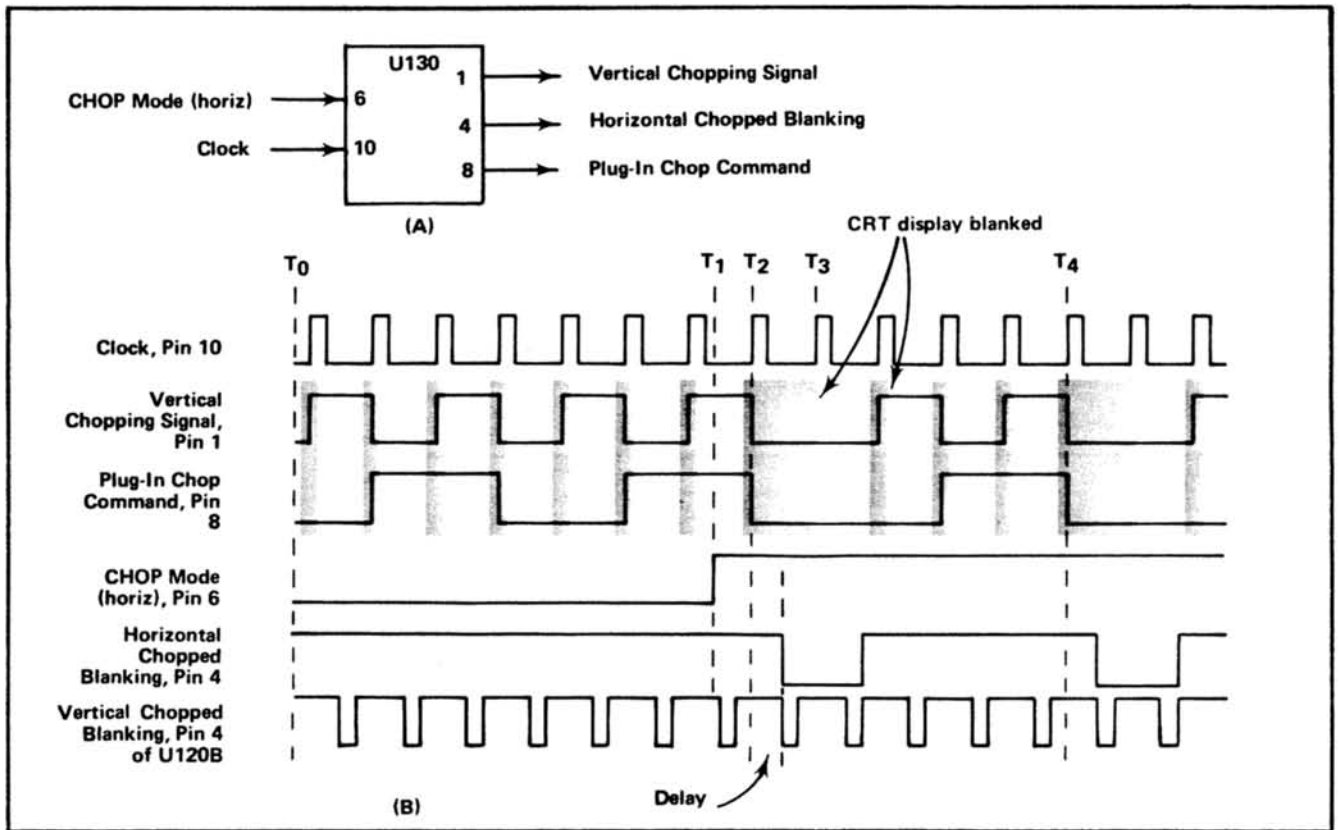 U130
1
Vertical Chopping Signal
CHOP Mode (horiz)
6
4
Horizontal Chopped Blanking
Clock
10
8
Plug-In Chop Command
(A)
CRT display blanked
T0
T1
T2
T3
T4
Clock, Pin 10
Vertical
Chopping Signal,
Pin 1
Plug-In Chop
Command, Pin
8
CHOP Mode
(horiz), Pin 6
Horizontal
Chopped
Blanking, Pin 4
Vertical Chopped
Blanking, Pin 4
of U120B
Delay
(B)